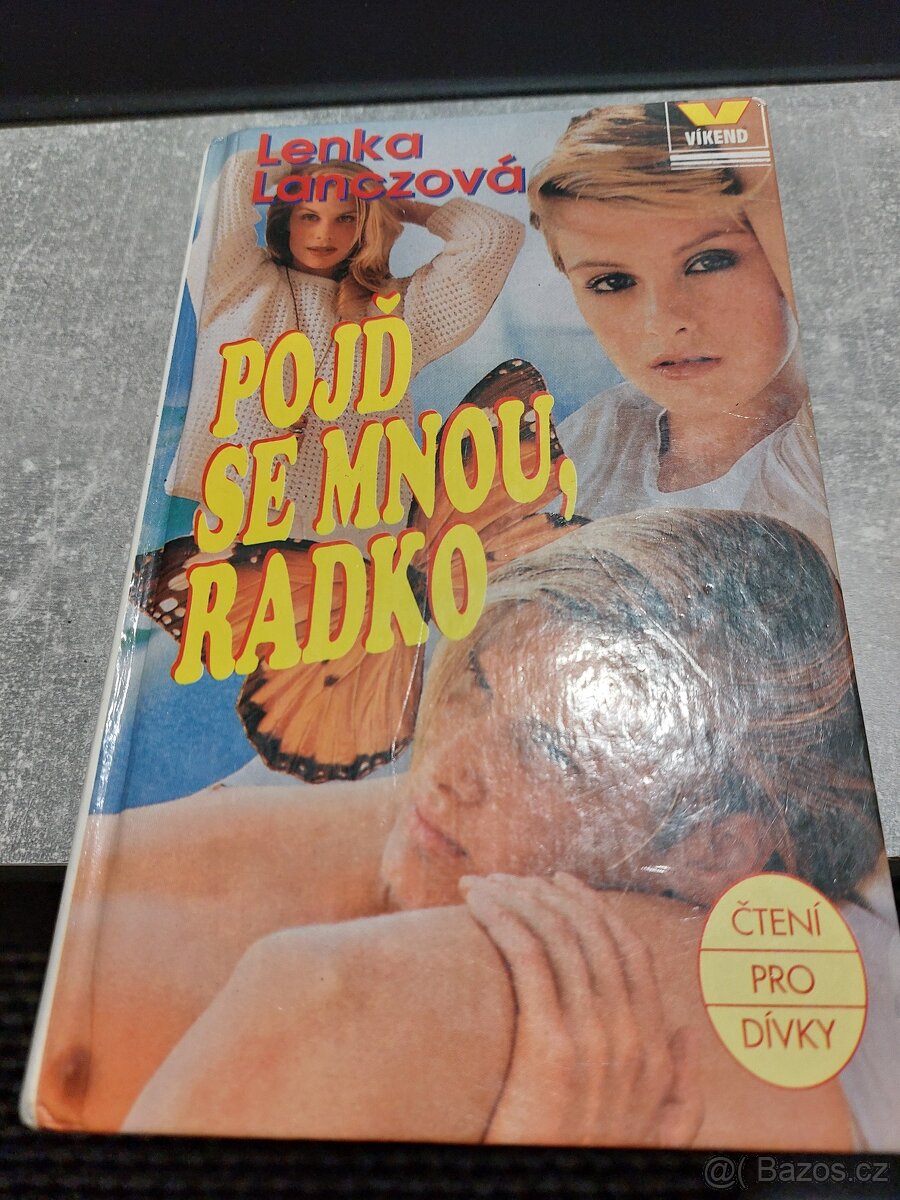 Lenka
Lanczová
VÍKEND
POJĎ
SE MNOU,
RADKO
ČTENÍ
PRO
DÍVKY
@( Bazos.cz